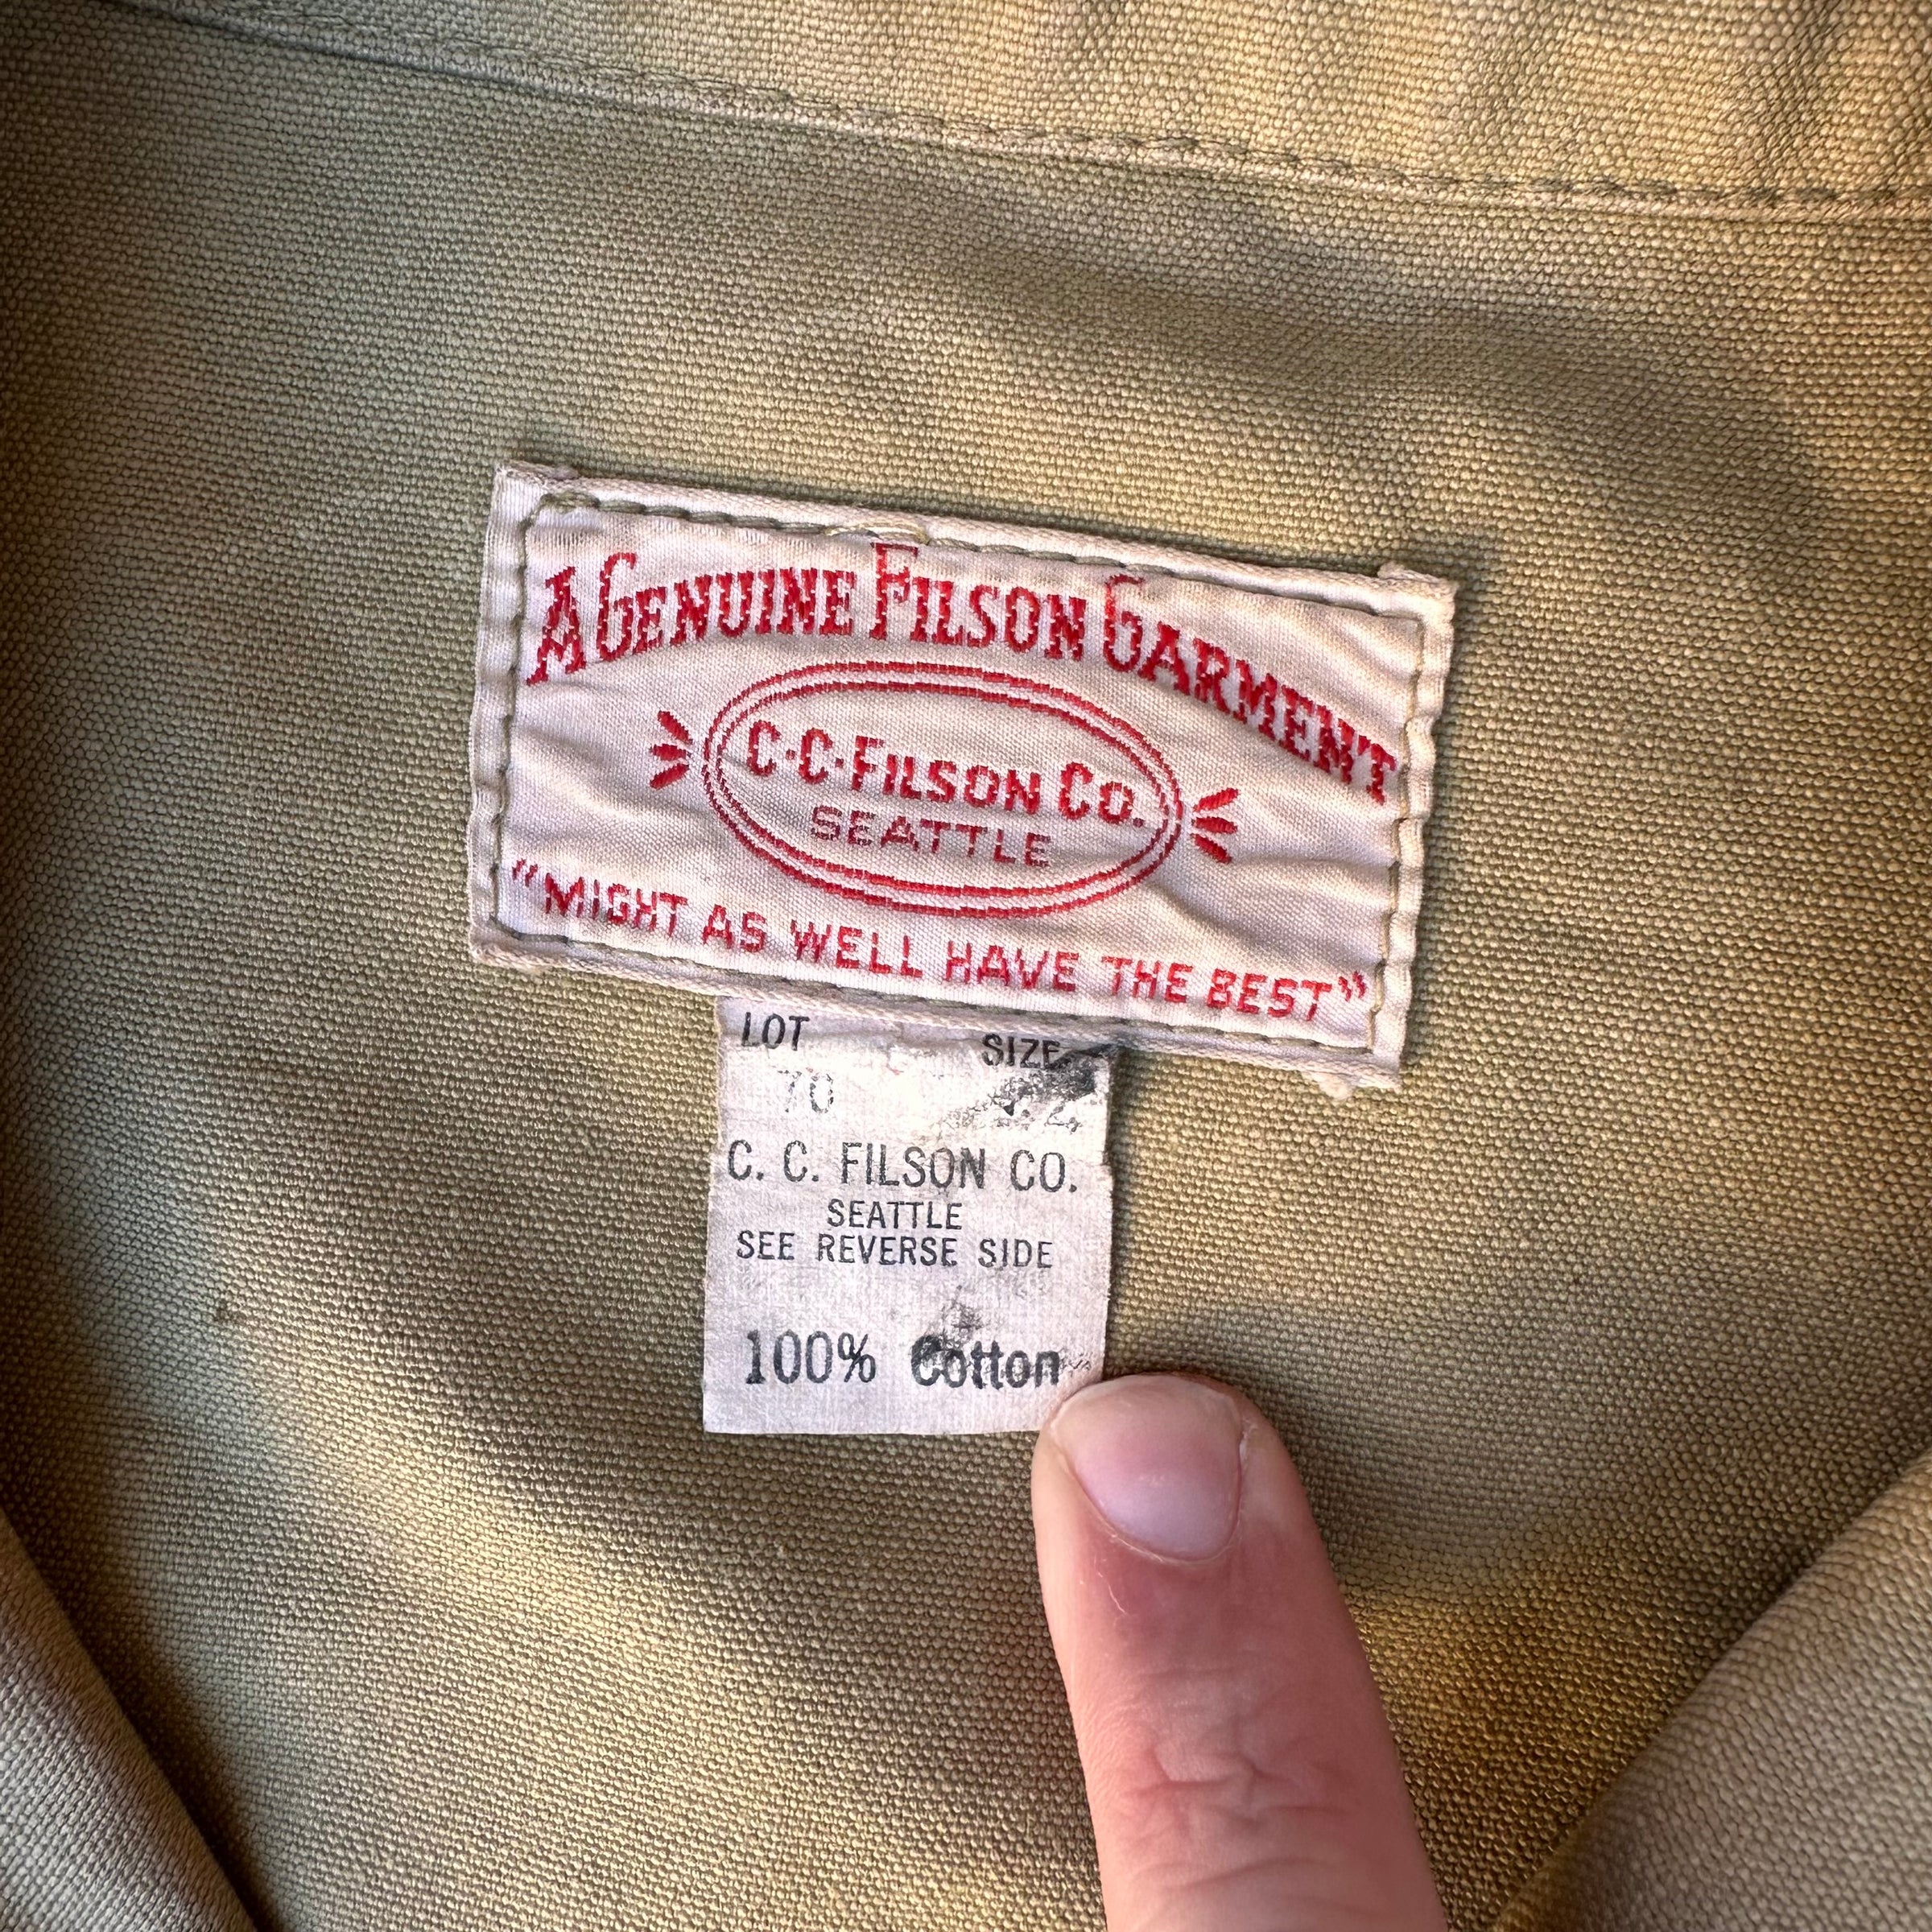 A GENUINE FILSON GARMENT
C·C·FILSON CO.
SEATTLE
"MIGHT AS WELL HAVE THE BEST"
LOT SIZE
70
C. C. FILSON CO.
SEATTLE
SEE REVERSE SIDE
100% Cotton